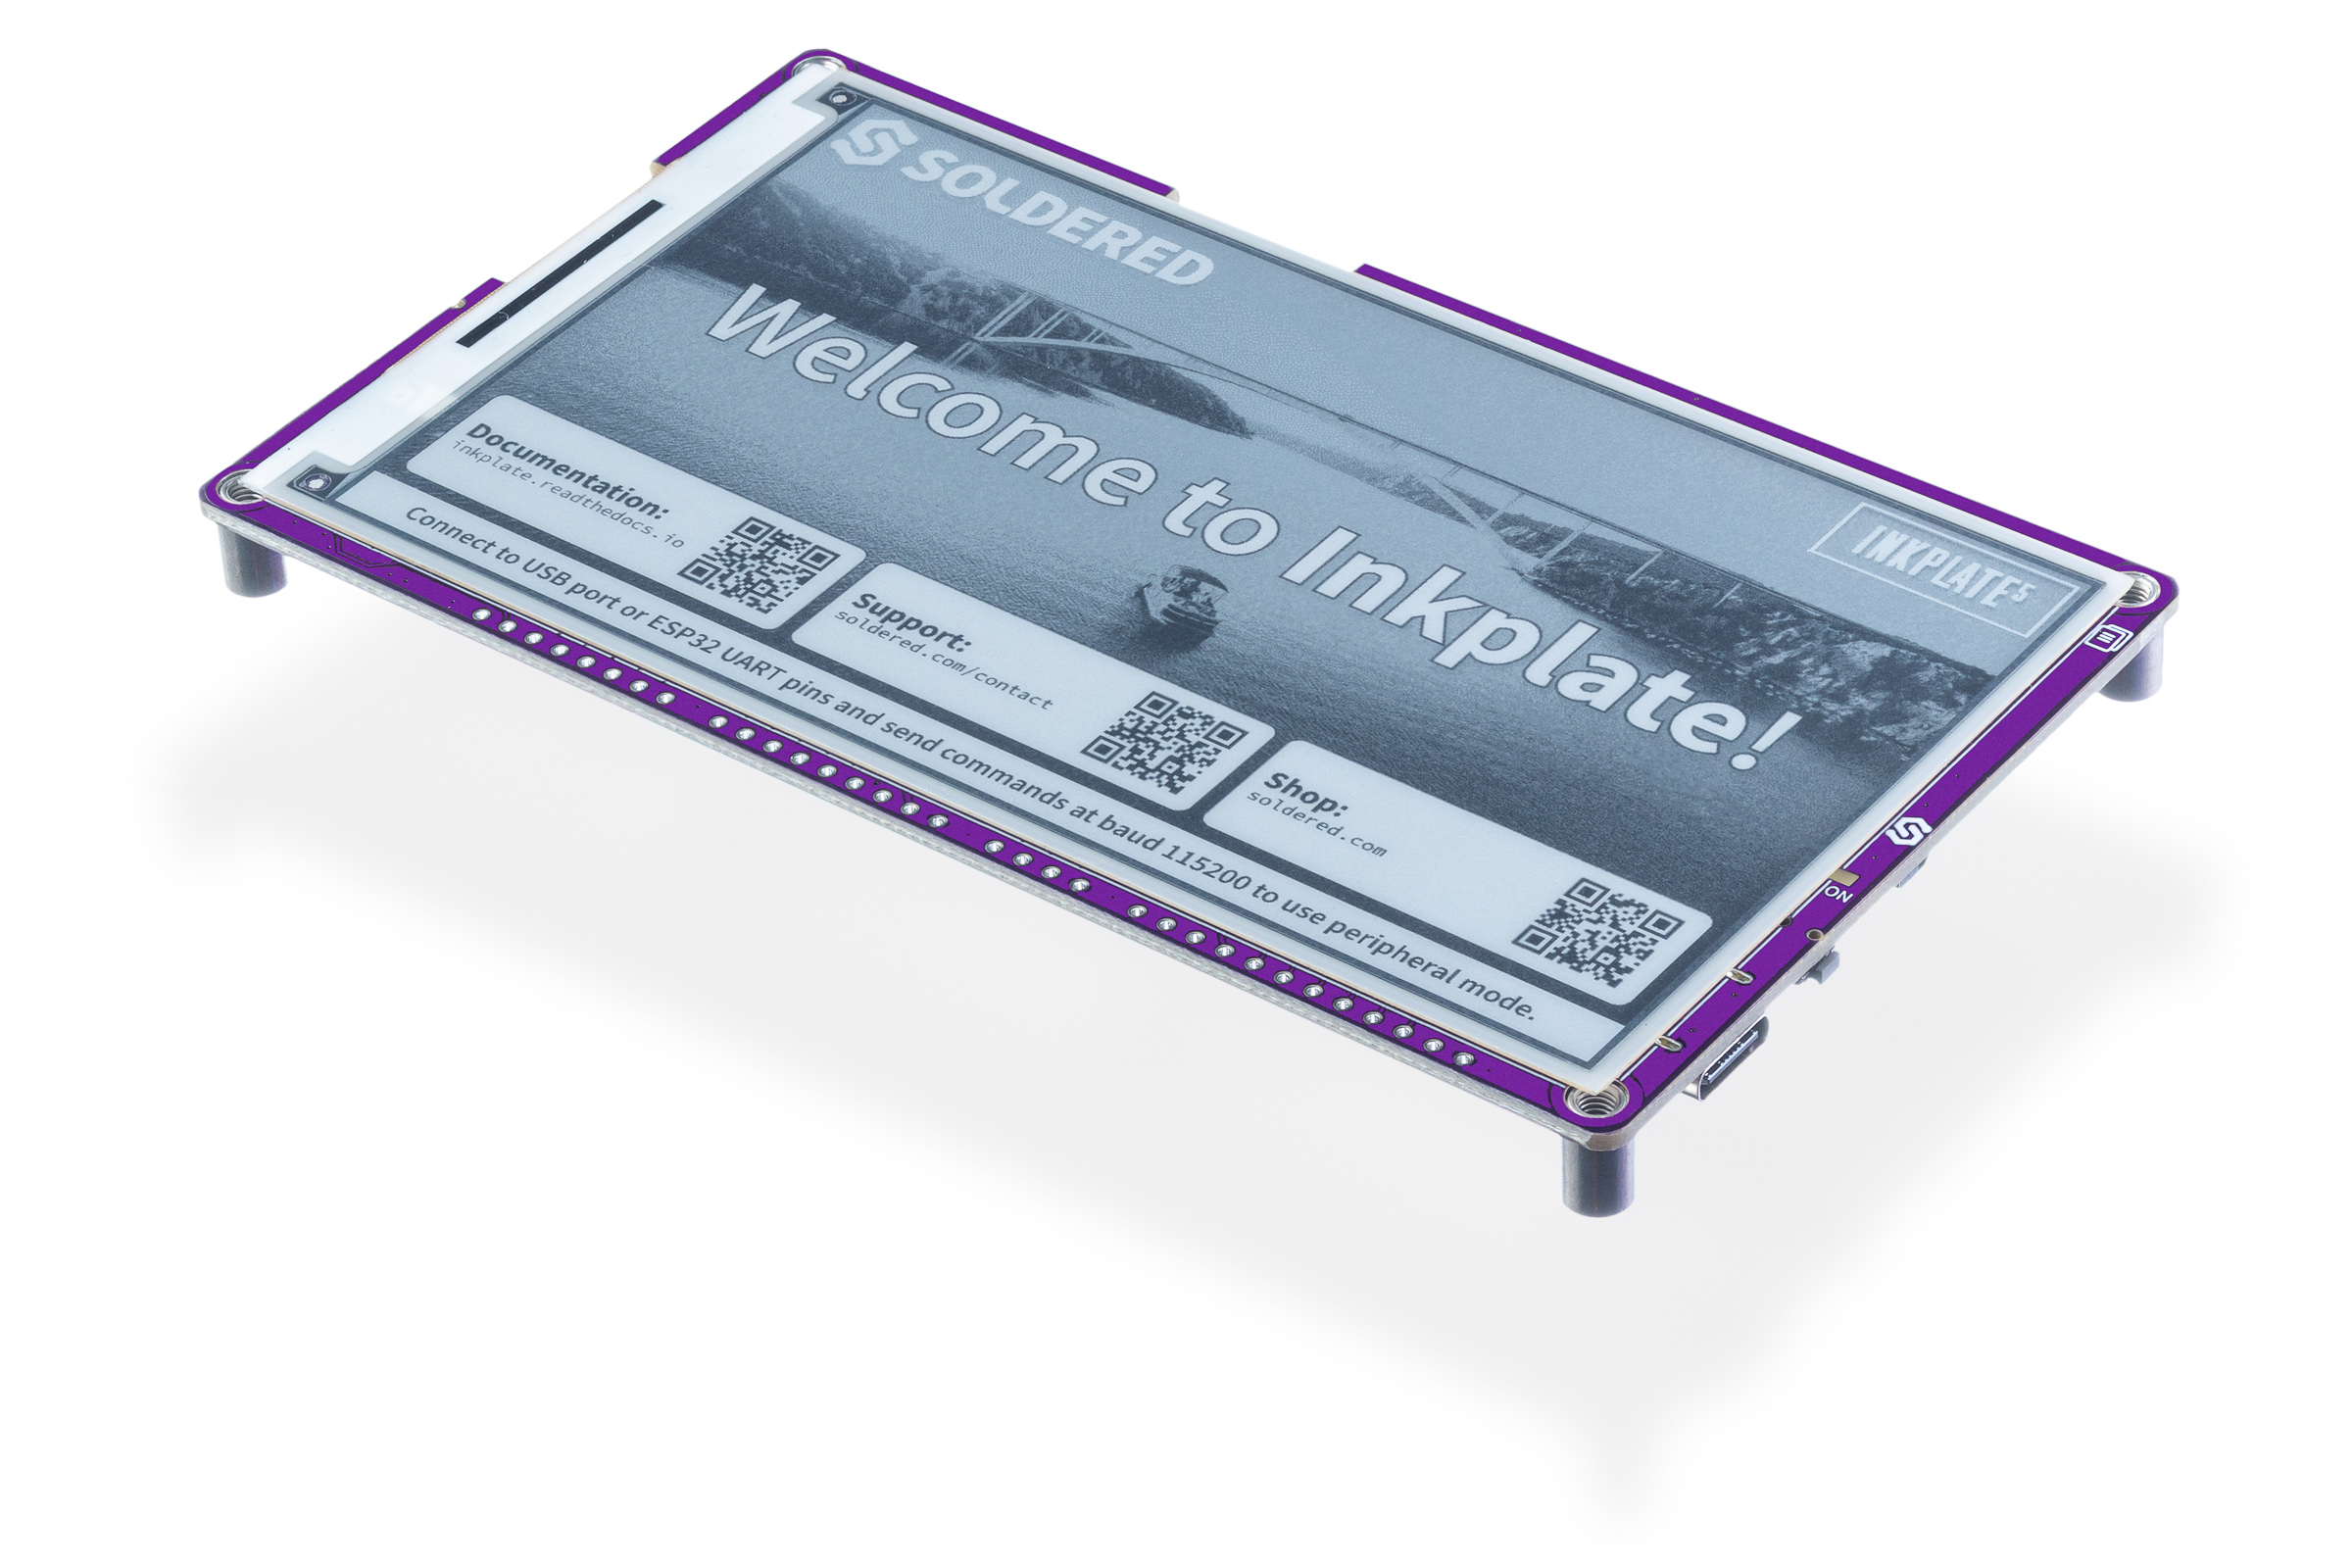 SOLDERED
INKPLATE5
Welcome to Inkplate!
Documentation:
inkplate.readthedocs.io
Support:
soldered.com/contact
Shop:
soldered.com
Connect to USB port or ESP32 UART pins and send commands at baud 115200 to use peripheral mode.
ON